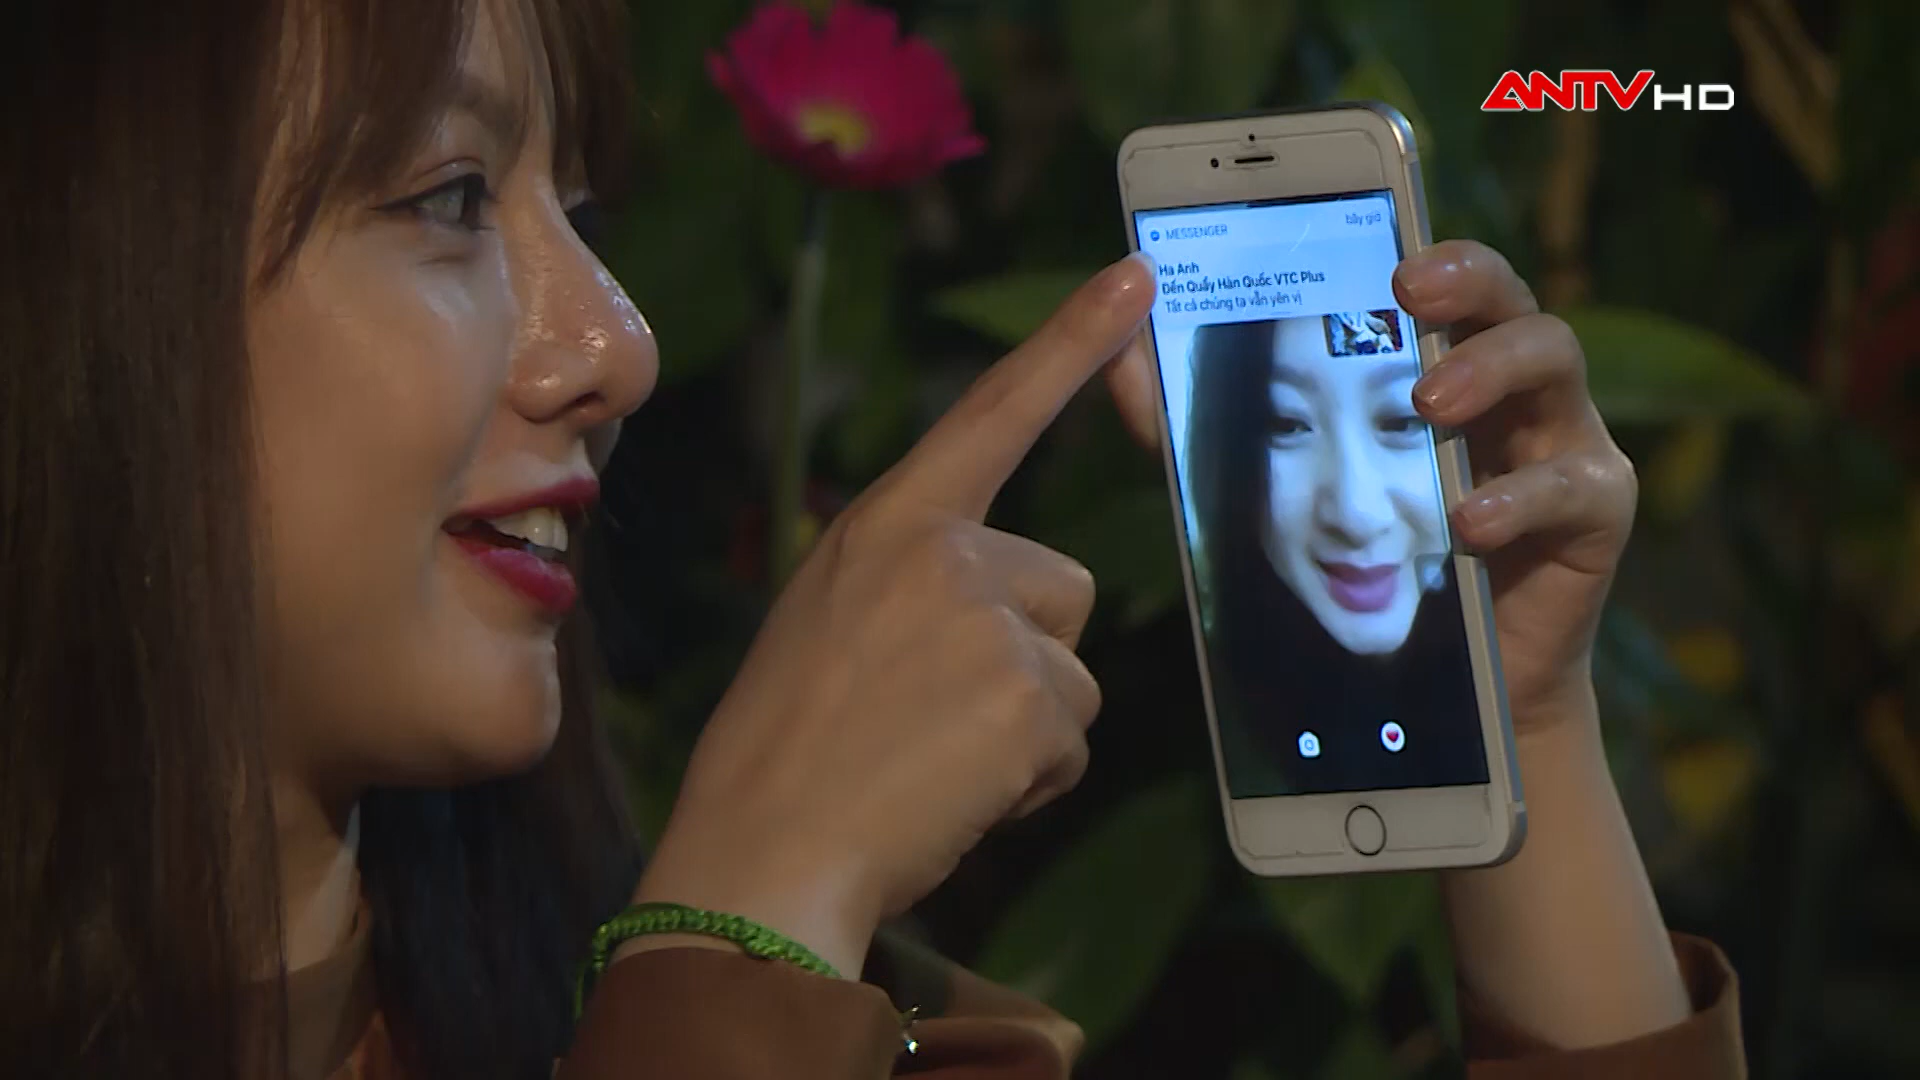 ANTV HD
MESSENGER
bây giờ
Ha Anh
Đến Quẩy Hàn Quốc VTC Plus
Tất cả chúng ta vẫn yên vị